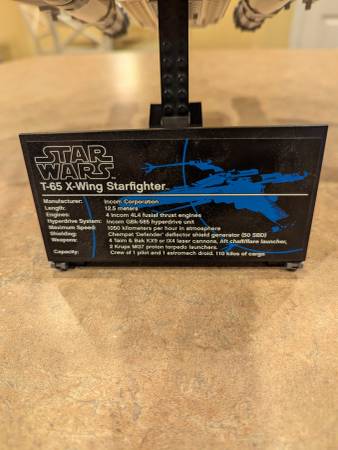 STAR
WARS
T-65 X-Wing Starfighter
Manufacturer: Incom Corporation
Length: 12.5 meters
Engines: 4 Incom 4L4 fusial thrust engines
Hyperdrive System: Incom GBk-585 hyperdrive unit
Maximum Speed: 1050 kilometers per hour in atmosphere
Shielding: Chempat 'Defender' deflector shield generator (50 SBD)
Weapons: 4 Taim & Bak KX9 or IX4 laser cannons, Aft chaff/flare launcher,
2 Krupx MG7 proton torpedo launchers.
Capacity: Crew of 1 pilot and 1 astromech droid. 110 kilos of cargo